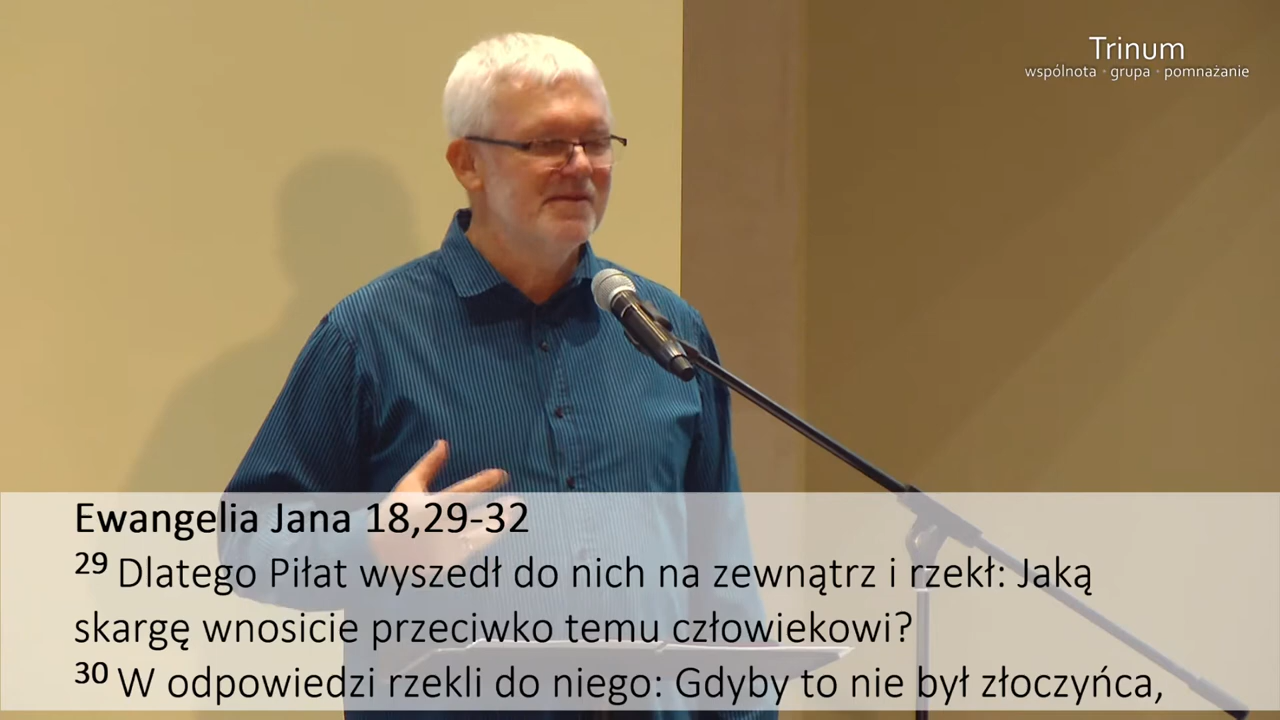 Trinum
wspólnota · grupa · pomnażanie
Ewangelia Jana 18,29-32
29 Dlatego Piłat wyszedł do nich na zewnątrz i rzekł: Jaką
skargę wnosicie przeciwko temu człowiekowi?
30 W odpowiedzi rzekli do niego: Gdyby to nie był złoczyńca,